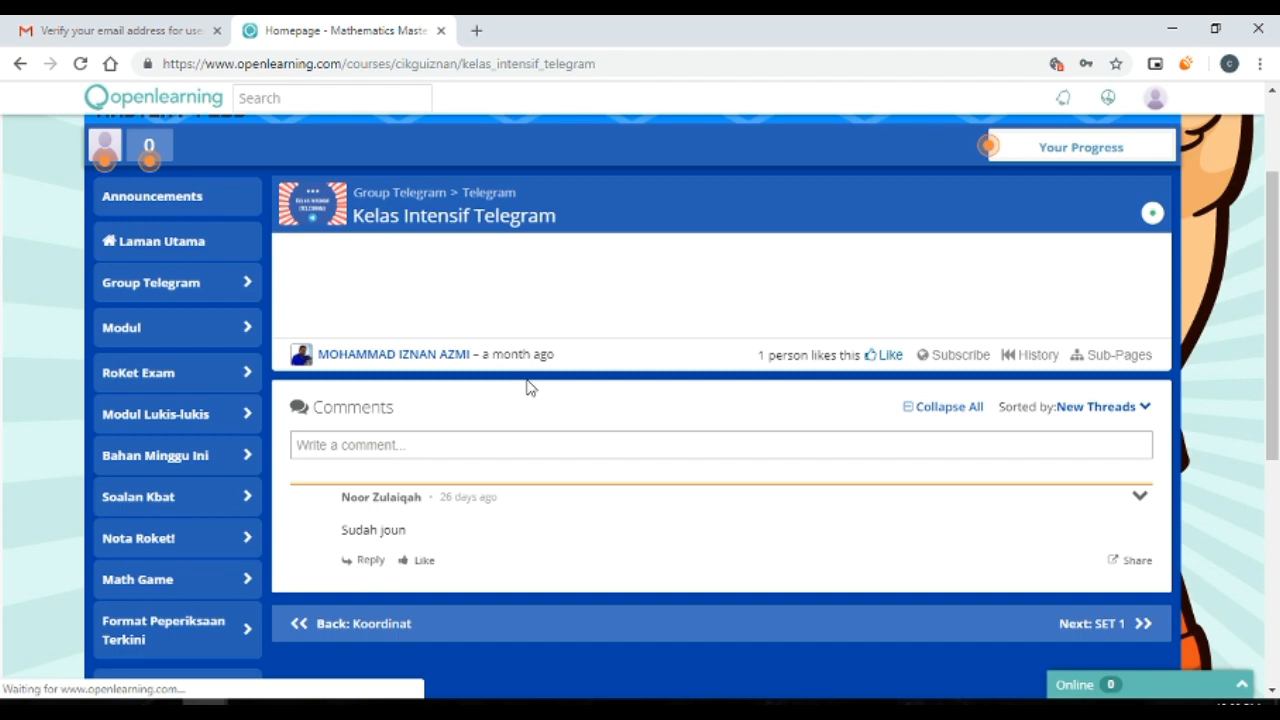 Verify your email address for use
Homepage - Mathematics Maste
https://www.openlearning.com/courses/cikguiznan/kelas_intensif_telegram
C
openlearning
Search
0
Your Progress
Announcements
Laman Utama
Group Telegram
Modul
RoKet Exam
Modul Lukis-lukis
Bahan Minggu Ini
Soalan Kbat
Nota Roket!
Math Game
Format Peperiksaan
Terkini
Group Telegram > Telegram
Kelas Intensif Telegram
MOHAMMAD IZNAN AZMI – a month ago
1 person likes this Like Subscribe History Sub-Pages
Comments
Collapse All Sorted by:New Threads
Write a comment...
Noor Zulaiqah • 26 days ago
Sudah joun
Reply Like
Share
Back: Koordinat
Next: SET 1
Online 0
Waiting for www.openlearning.com...